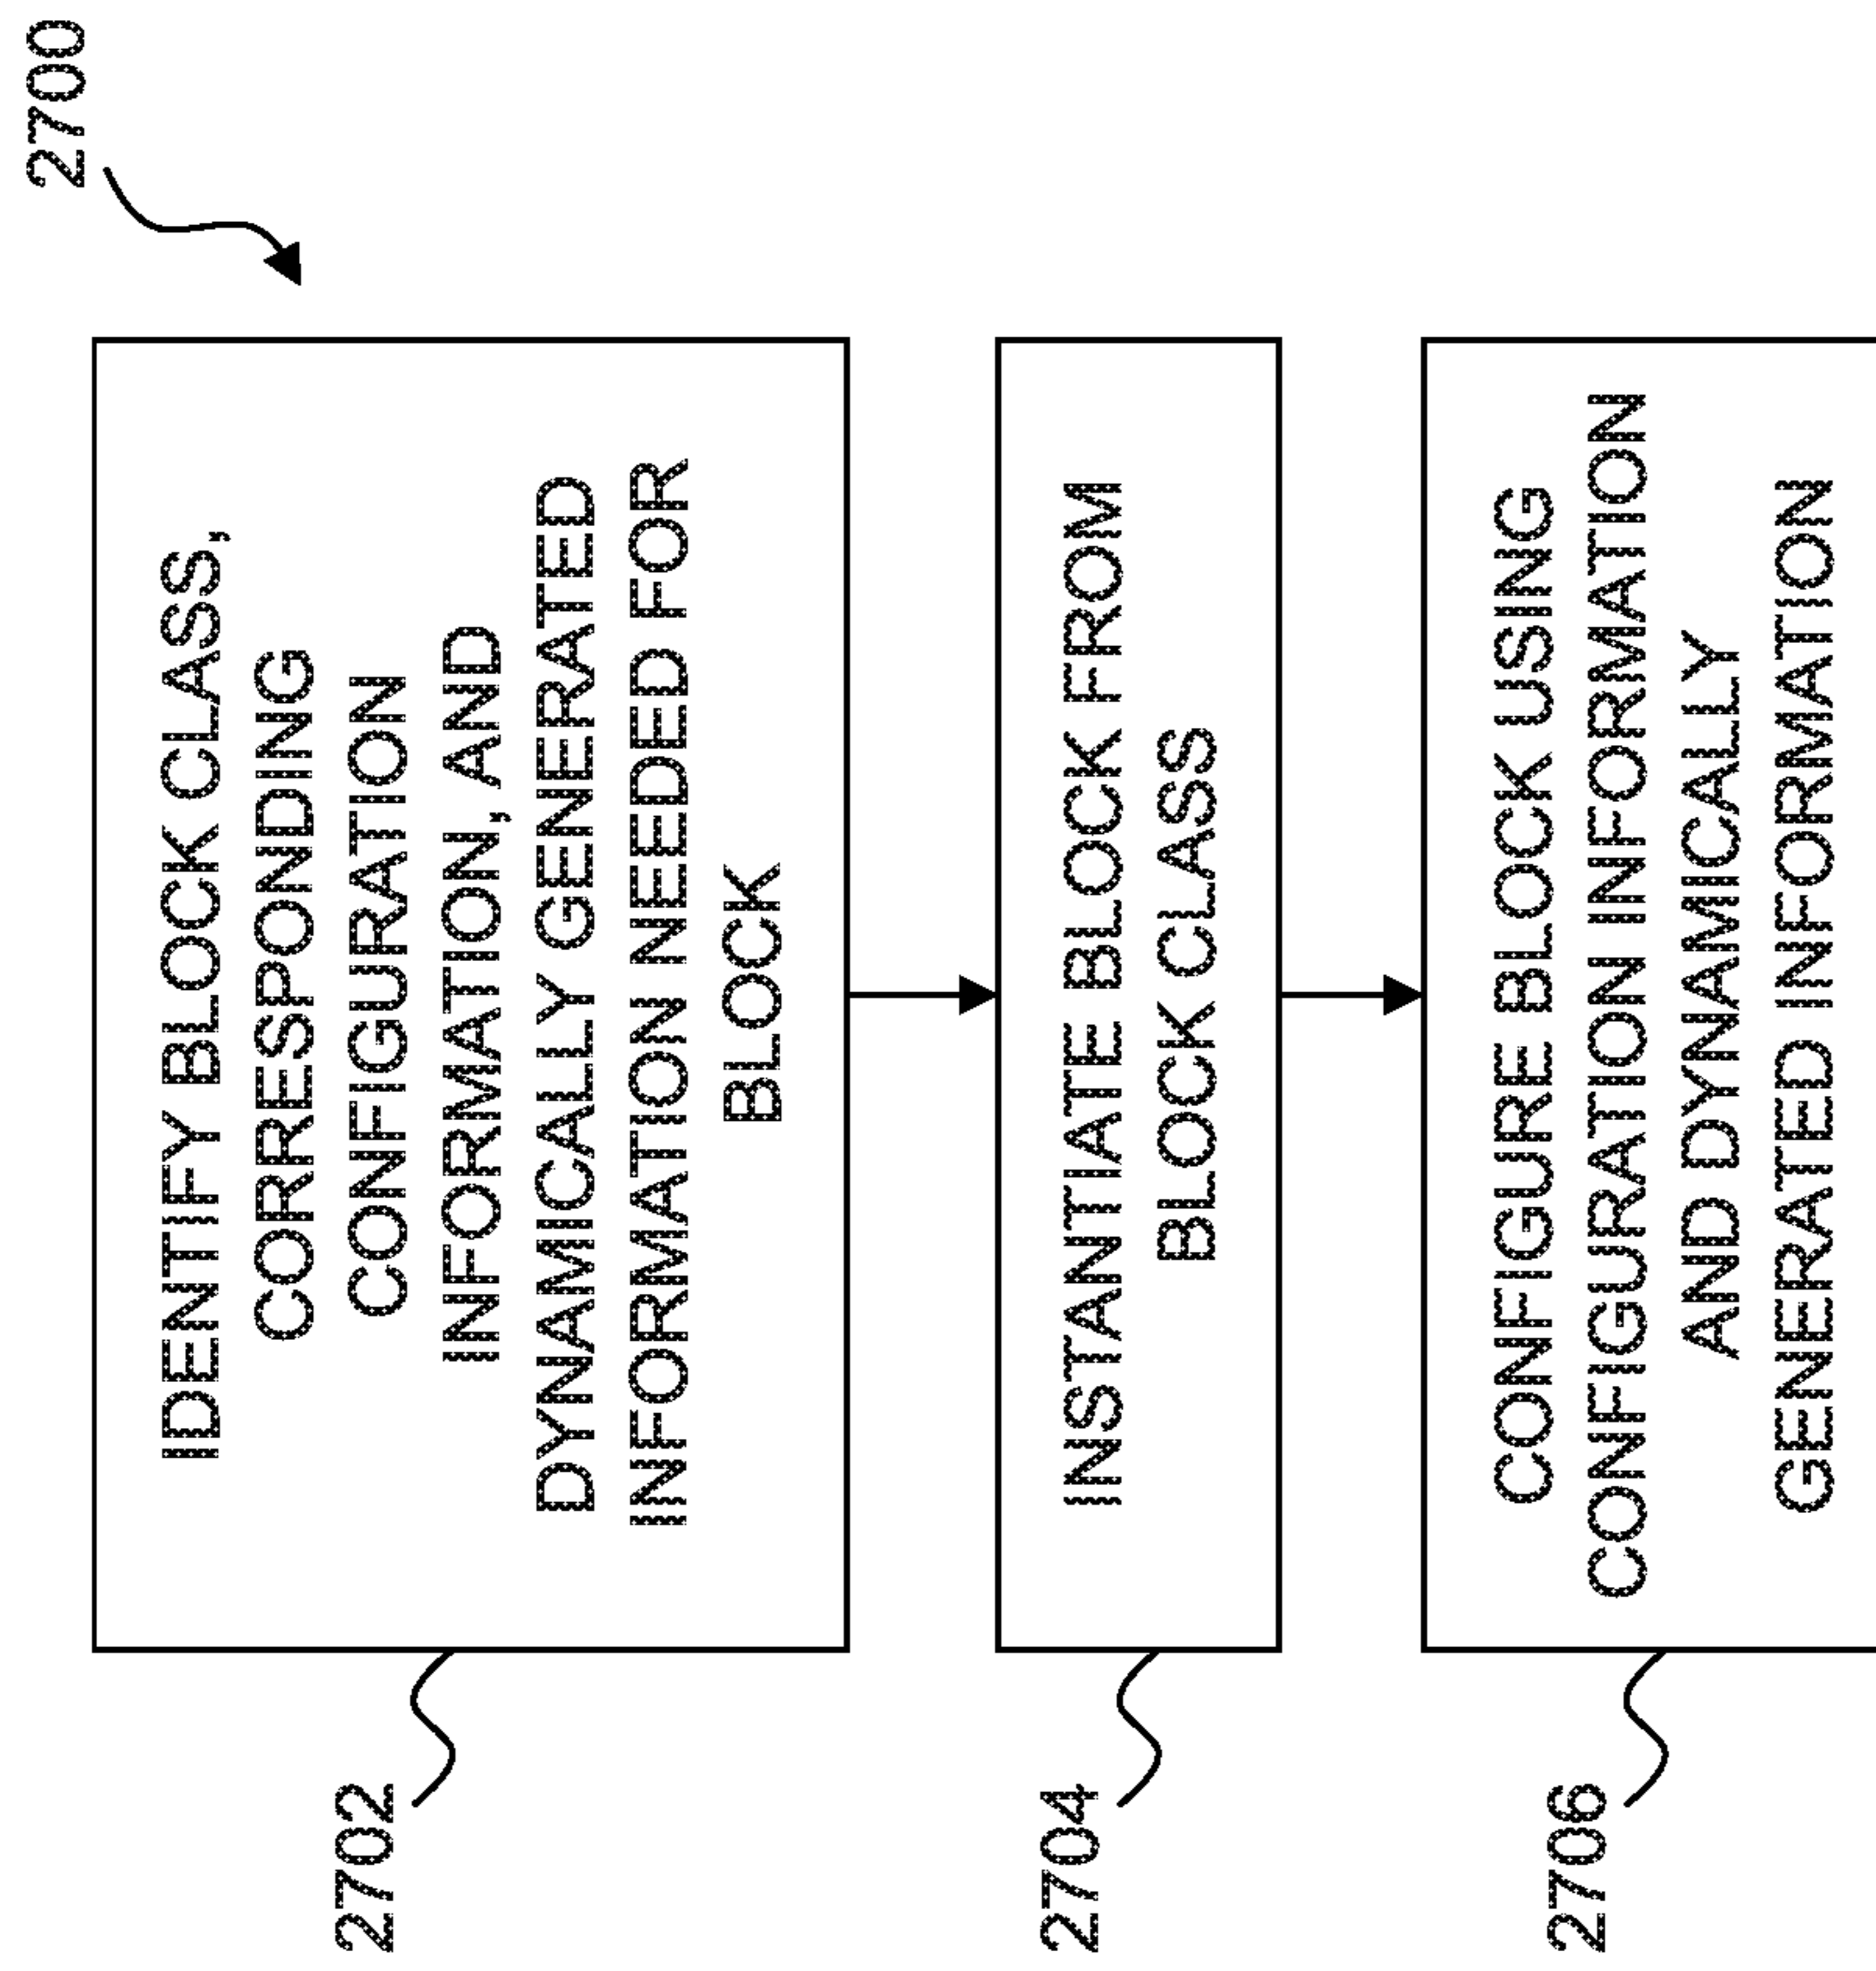 2700
2702
IDENTIFY BLOCK CLASS,
CORRESPONDING
CONFIGURATION
INFORMATION, AND
DYNAMICALLY GENERATED
INFORMATION NEEDED FOR
BLOCK
2704
INSTANTIATE BLOCK FROM
BLOCK CLASS
2706
CONFIGURE BLOCK USING
CONFIGURATION INFORMATION
AND DYNAMICALLY
GENERATED INFORMATION